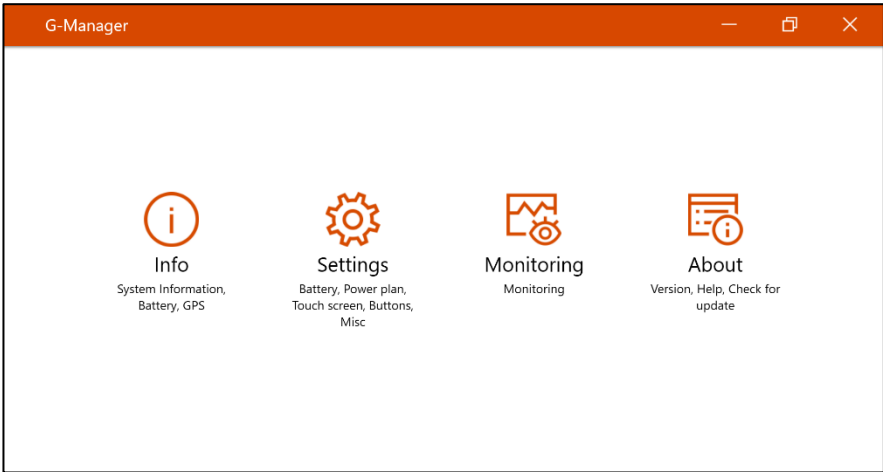 G-Manager
Info
System Information,
Battery, GPS
Settings
Battery, Power plan,
Touch screen, Buttons,
Misc
Monitoring
Monitoring
About
Version, Help, Check for
update